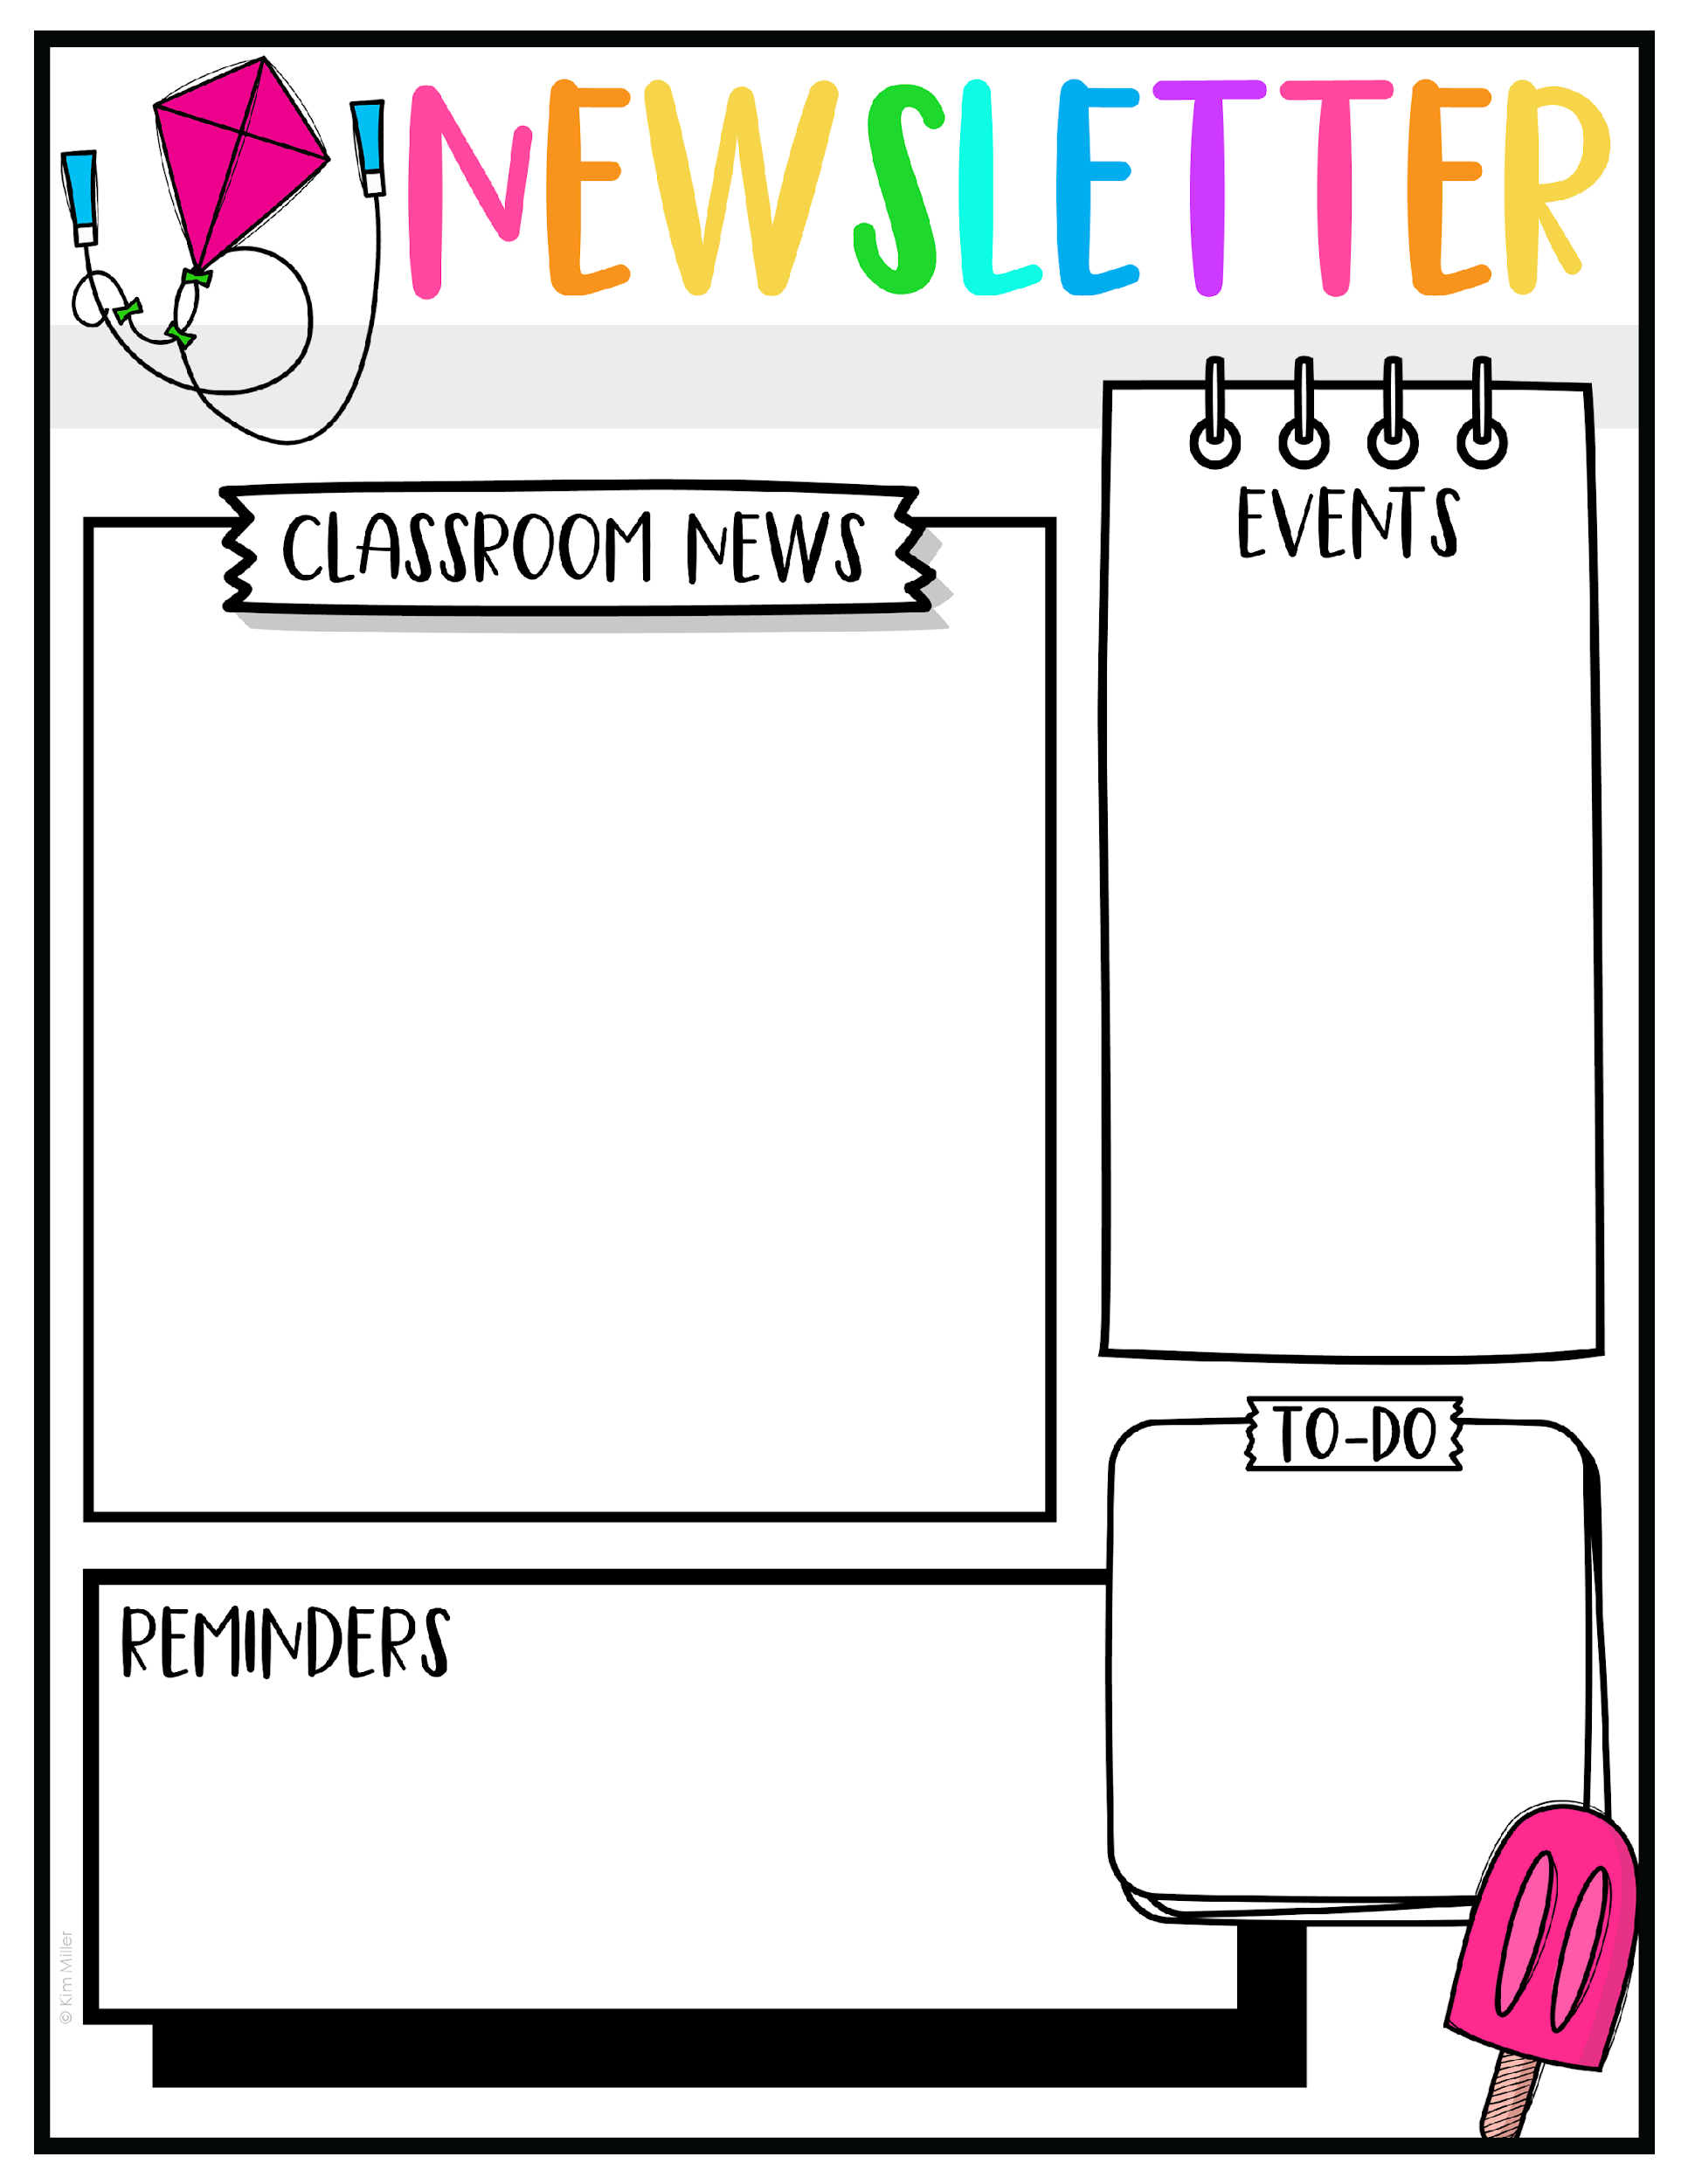 NEWSLETTER
CLASSROOM NEWS
EVENTS
TO-DO
REMINDERS
© Kim Miller